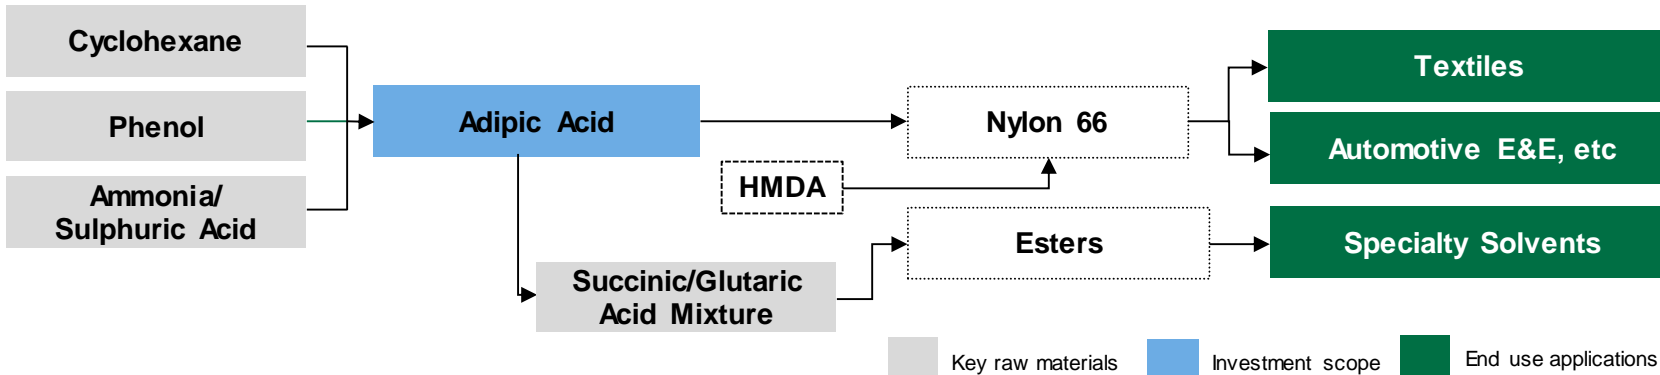 Cyclohexane
Phenol
Ammonia/
Sulphuric Acid
Adipic Acid
HMDA
Nylon 66
Succinic/Glutaric
Acid Mixture
Esters
Textiles
Automotive E&E, etc
Specialty Solvents
Key raw materials
Investment scope
End use applications